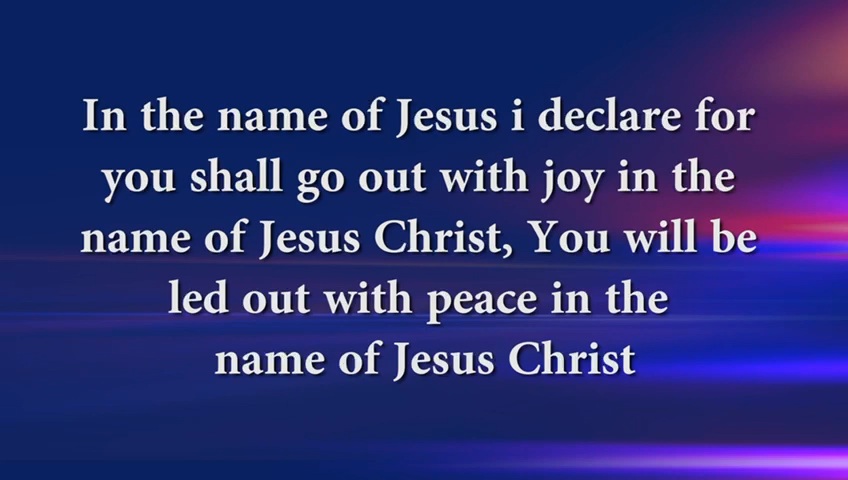 In the name of Jesus i declare for
you shall go out with joy in the
name of Jesus Christ, You will be
led out with peace in the
name of Jesus Christ